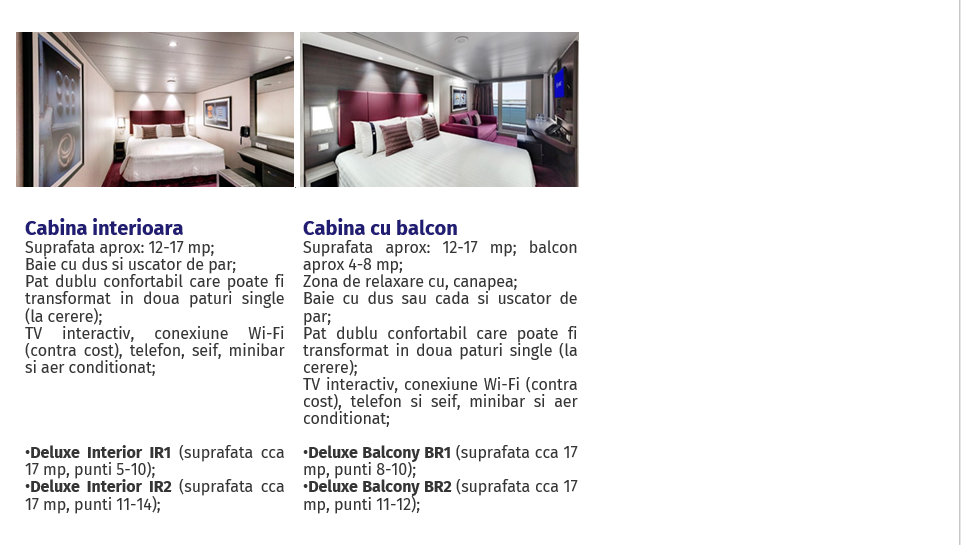 Cabina interioara
Suprafata aprox: 12-17 mp;
Baie cu dus si uscator de par;
Pat dublu confortabil care poate fi
transformat in doua paturi single
(la cerere);
TV interactiv, conexiune Wi-Fi
(contra cost), telefon, seif, minibar
si aer conditionat;
•Deluxe Interior IR1 (suprafata cca
17 mp, punti 5-10);
•Deluxe Interior IR2 (suprafata cca
17 mp, punti 11-14);
Cabina cu balcon
Suprafata aprox: 12-17 mp; balcon
aprox 4-8 mp;
Zona de relaxare cu, canapea;
Baie cu dus sau cada si uscator de
par;
Pat dublu confortabil care poate fi
transformat in doua paturi single (la
cerere);
TV interactiv, conexiune Wi-Fi (contra
cost), telefon si seif, minibar si aer
conditionat;
•Deluxe Balcony BR1 (suprafata cca 17
mp, punti 8-10);
•Deluxe Balcony BR2 (suprafata cca 17
mp, punti 11-12);